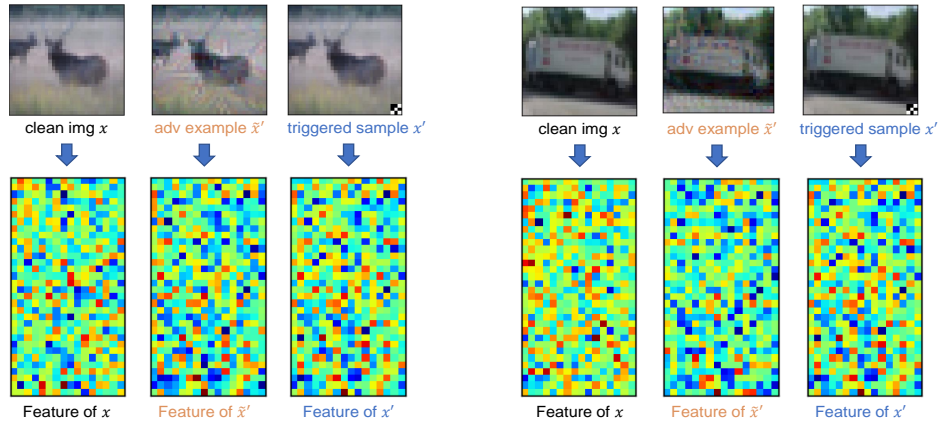 clean img x
adv example x̃′
triggered sample x′
clean img x
adv example x̃′
triggered sample x′
Feature of x
Feature of x̃′
Feature of x′
Feature of x
Feature of x̃′
Feature of x′